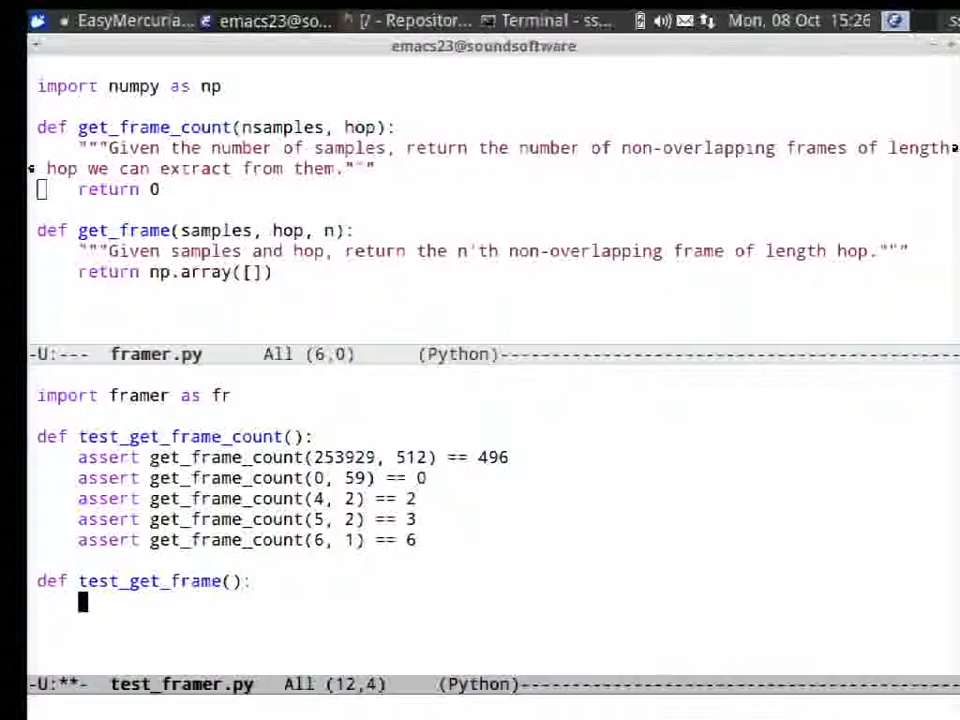 EasyMercuria... emacs23@so... [/ - Repositor... Terminal - ss... Mon, 08 Oct 15:26
emacs23@soundsoftware
import numpy as np
def get_frame_count(nsamples, hop):
"""Given the number of samples, return the number of non-overlapping frames of length
hop we can extract from them."""
return 0
def get_frame(samples, hop, n):
"""Given samples and hop, return the n'th non-overlapping frame of length hop."""
return np.array([])
-U:--- framer.py All (6,0) (Python)--------------------------------------------
import framer as fr
def test_get_frame_count():
assert get_frame_count(253929, 512) == 496
assert get_frame_count(0, 59) == 0
assert get_frame_count(4, 2) == 2
assert get_frame_count(5, 2) == 3
assert get_frame_count(6, 1) == 6
def test_get_frame():
-U:**- test_framer.py All (12,4) (Python)------------------------------------------